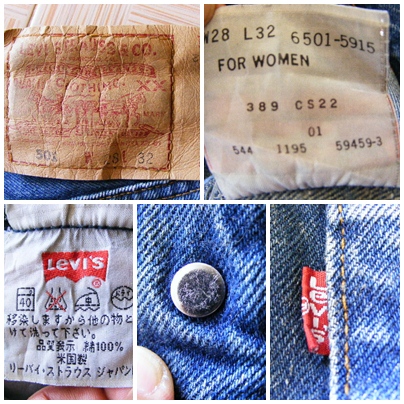 LEVI STRAUSS & CO.
CLOTHING XX
32
W28 L32 6501-5915
FOR WOMEN
389 CS22
01
544 1195 59459-3
LEVI'S
®
40
移染しますから他の物と
けて洗って下さい。
品質表示 綿100%
米国製
リーバイ・ストラウス ジャパン
LEVI'S